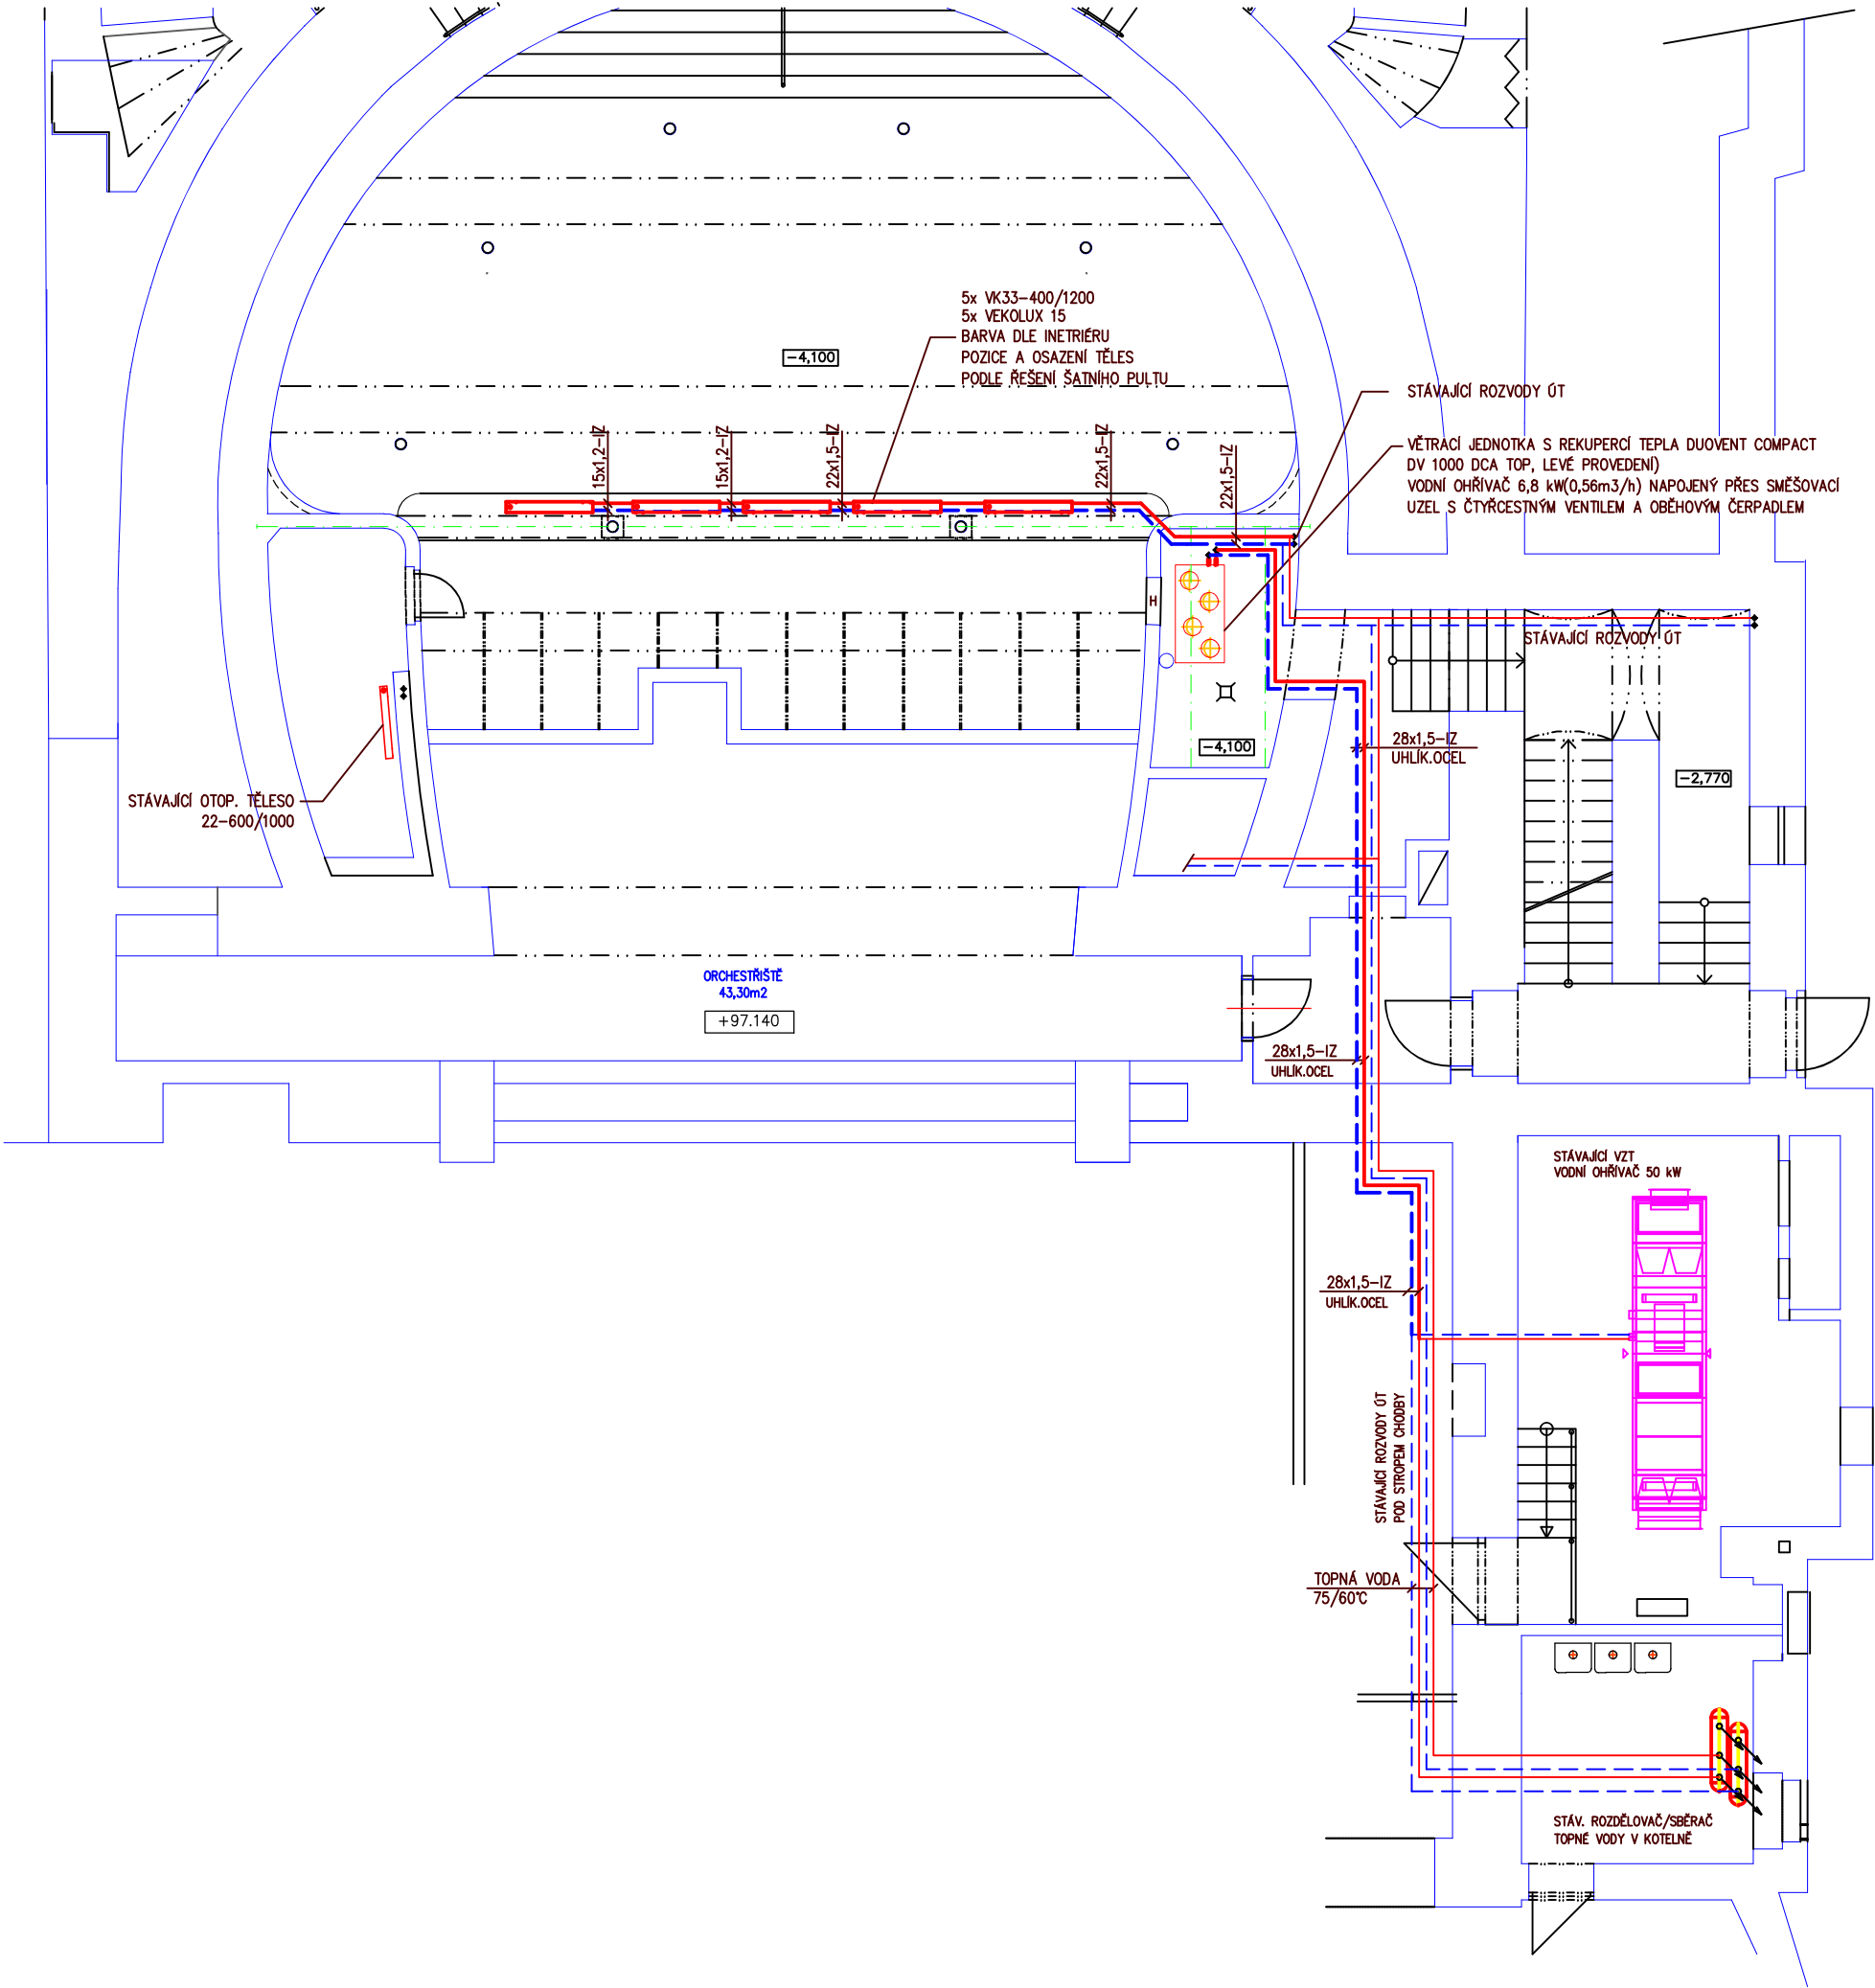 5x VK33-400/1200
5x VEKOLUX 15
BARVA DLE INETRIÉRU
POZICE A OSAZENÍ TĚLES
PODLE ŘEŠENÍ ŠATNÍHO PULTU
-4,100
STÁVAJÍCÍ ROZVODY ÚT
VĚTRACÍ JEDNOTKA S REKUPERCÍ TEPLA DUOVENT COMPACT
DV 1000 DCA TOP, LEVÉ PROVEDENÍ)
VODNÍ OHŘÍVAČ 6,8 kW(0,56m3/h) NAPOJENÝ PŘES SMĚŠOVACÍ
UZEL S ČTYŘCESTNÝM VENTILEM A OBĚHOVÝM ČERPADLEM
15x1,2-IZ
15x1,2-IZ
22x1,5-IZ
22x1,5-IZ
22x1,5-IZ
H
STÁVAJÍCÍ ROZVODY ÚT
-4,100
28x1,5-IZ
UHLÍK.OCEL
-2,770
STÁVAJÍCÍ OTOP. TĚLESO
22-600/1000
ORCHESTŘIŠTĚ
43,30m2
+97.140
28x1,5-IZ
UHLÍK.OCEL
STÁVAJÍCÍ VZT
VODNÍ OHŘÍVAČ 50 kW
28x1,5-IZ
UHLÍK.OCEL
STÁVAJÍCÍ ROZVODY ÚT
POD STROPEM CHODBY
TOPNÁ VODA
75/60°C
STÁV. ROZDĚLOVAČ/SBĚRAČ
TOPNÉ VODY V KOTELNĚ